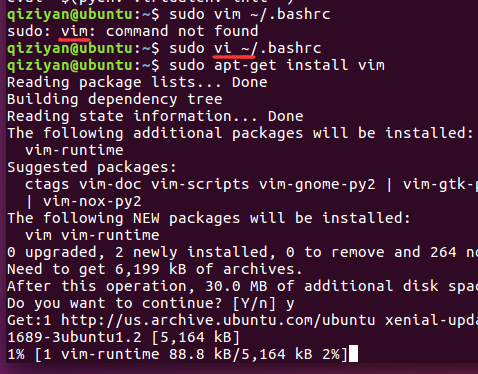 qiziyan@ubuntu:~$ sudo vim ~/.bashrc
sudo: vim: command not found
qiziyan@ubuntu:~$ sudo vi ~/.bashrc
qiziyan@ubuntu:~$ sudo apt-get install vim
Reading package lists... Done
Building dependency tree
Reading state information... Done
The following additional packages will be installed:
  vim-runtime
Suggested packages:
  ctags vim-doc vim-scripts vim-gnome-py2 | vim-gtk-p
  | vim-nox-py2
The following NEW packages will be installed:
  vim vim-runtime
0 upgraded, 2 newly installed, 0 to remove and 264 no
Need to get 6,199 kB of archives.
After this operation, 30.0 MB of additional disk spac
Do you want to continue? [Y/n] y
Get:1 http://us.archive.ubuntu.com/ubuntu xenial-upda
1689-3ubuntu1.2 [5,164 kB]
1% [1 vim-runtime 88.8 kB/5,164 kB 2%]